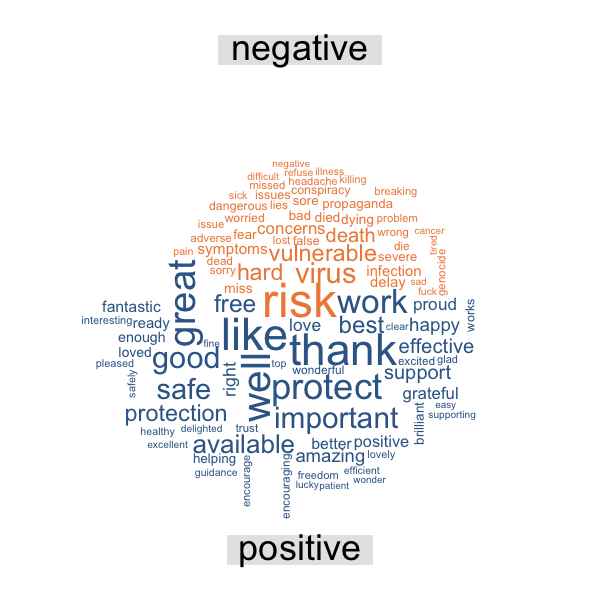 negative
negative
difficult refuse illness
missed headache killing
sick issues conspiracy breaking
dangerous lies sore propaganda
issue worried bad died dying problem
adverse fear concerns death wrong cancer
pain symptoms lost false vulnerable die severe tired
dead sorry hard virus infection genocide
miss delay sad fuck
risk
great free work proud works
fantastic
interesting ready like love best clear happy
enough fine thank effective
loved good well top excited glad
pleased wonderful support
safely safe right protect grateful
protection important brilliant easy
supporting
healthy delighted trust
excellent available better positive
helping amazing lovely
guidance encourage encouraging freedom efficient
lucky patient wonder
positive